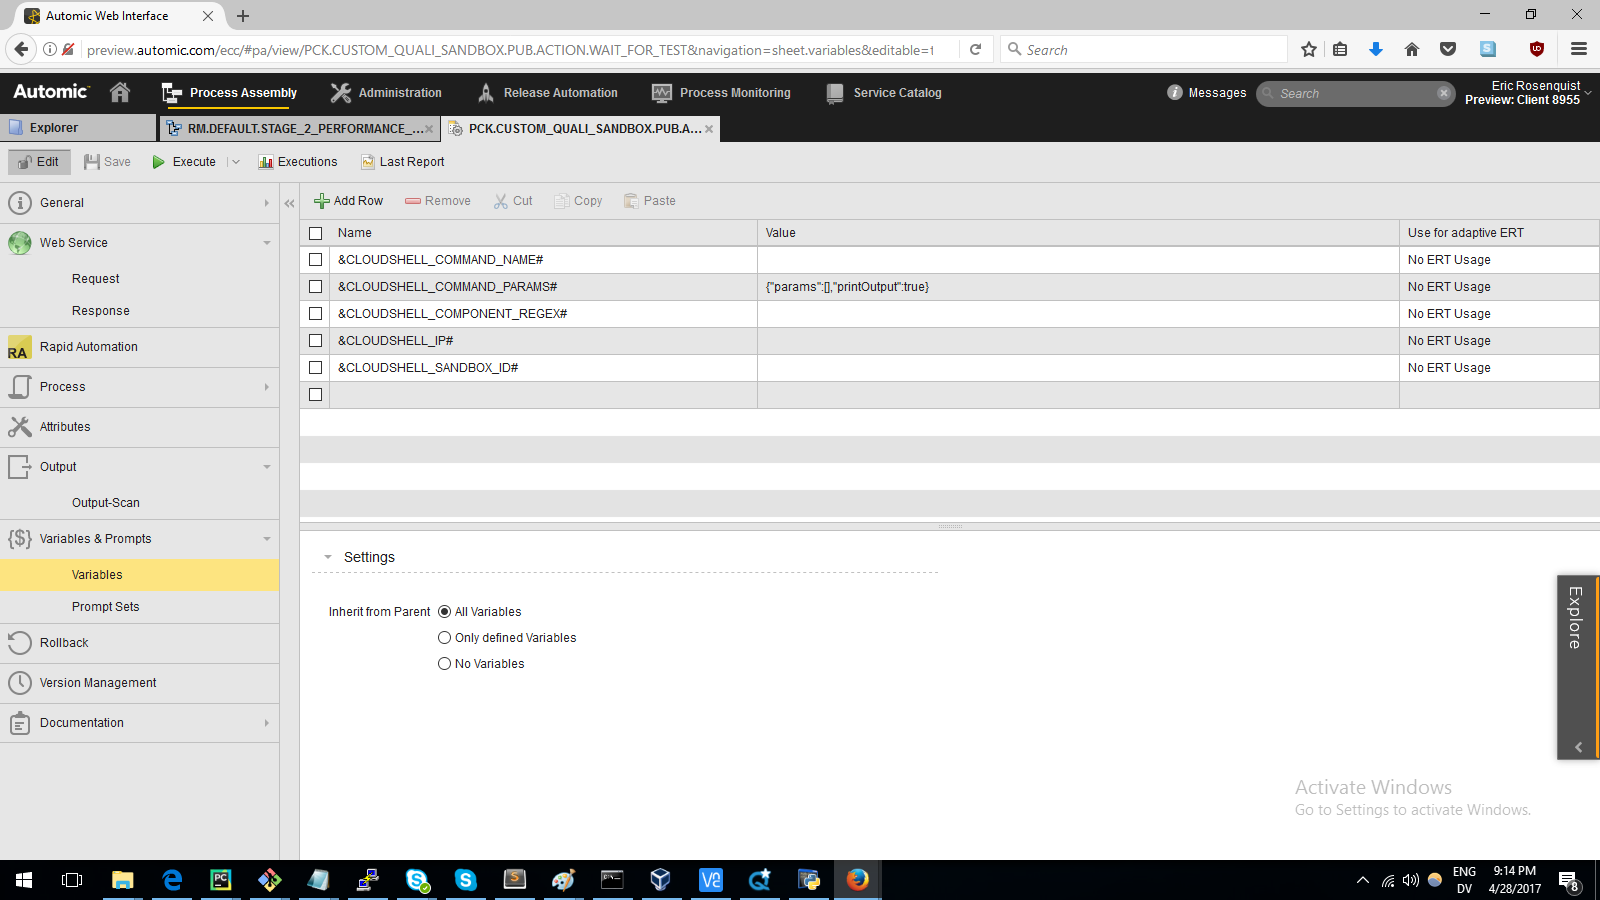 Automic Web Interface
preview.automic.com/ecc/#pa/view/PCK.CUSTOM_QUALI_SANDBOX.PUB.ACTION.WAIT_FOR_TEST&navigation=sheet.variables&editable=t
Search
Automic
Process Assembly
Administration
Release Automation
Process Monitoring
Service Catalog
Messages
Search
Eric Rosenquist
Preview: Client 8955
Explorer
RM.DEFAULT.STAGE_2_PERFORMANCE_...
PCK.CUSTOM_QUALI_SANDBOX.PUB.A...
Edit
Save
Execute
Executions
Last Report
General
Web Service
Request
Response
Rapid Automation
RA
Process
Attributes
Output
Output-Scan
Variables & Prompts
Variables
Prompt Sets
Rollback
Version Management
Documentation
Add Row
Remove
Cut
Copy
Paste
Name Value Use for adaptive ERT
&CLOUDSHELL_COMMAND_NAME# No ERT Usage
&CLOUDSHELL_COMMAND_PARAMS# {"params":[],"printOutput":true} No ERT Usage
&CLOUDSHELL_COMPONENT_REGEX# No ERT Usage
&CLOUDSHELL_IP# No ERT Usage
&CLOUDSHELL_SANDBOX_ID# No ERT Usage
Settings
Inherit from Parent All Variables
Only defined Variables
No Variables
Explore
Activate Windows
Go to Settings to activate Windows.
ENG
DV
9:14 PM
4/28/2017
8